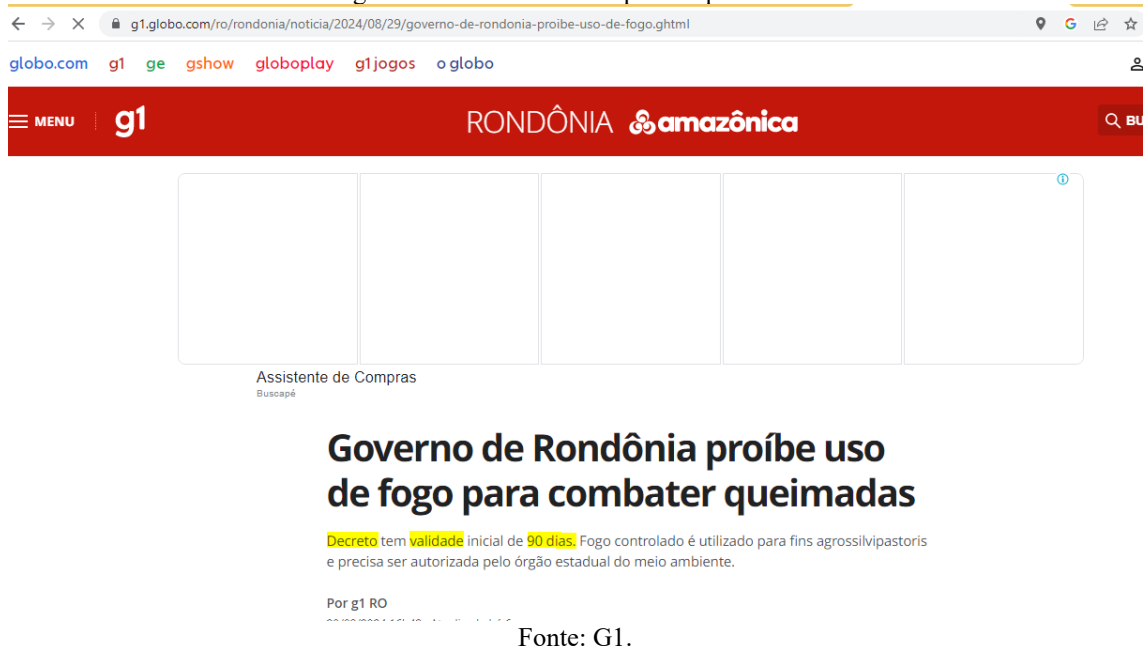 g1.globo.com/ro/rondonia/noticia/2024/08/29/governo-de-rondonia-proibe-uso-de-fogo.ghtml
globo.com g1 ge gshow globoplay g1jogos o globo
MENU g1 RONDÔNIA amazônica BU
Assistente de Compras
Buscapé
Governo de Rondônia proíbe uso
de fogo para combater queimadas
Decreto tem validade inicial de 90 dias. Fogo controlado é utilizado para fins agrossilvipastoris
e precisa ser autorizada pelo órgão estadual do meio ambiente.
Por g1 RO
Fonte: G1.